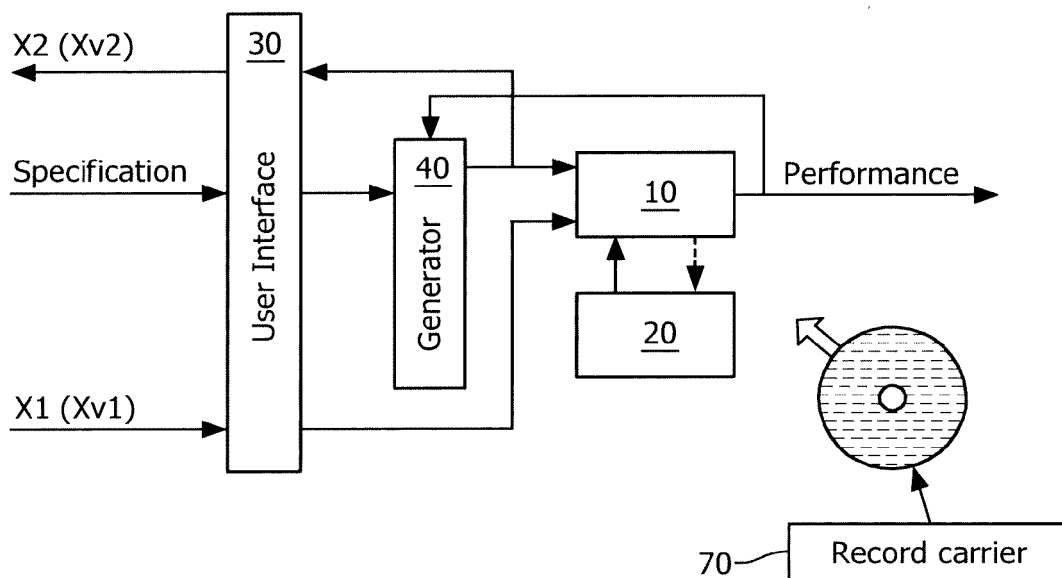 X2 (Xv2)
30
Specification
40
10
Performance
User Interface
Generator
20
X1 (Xv1)
70
Record carrier